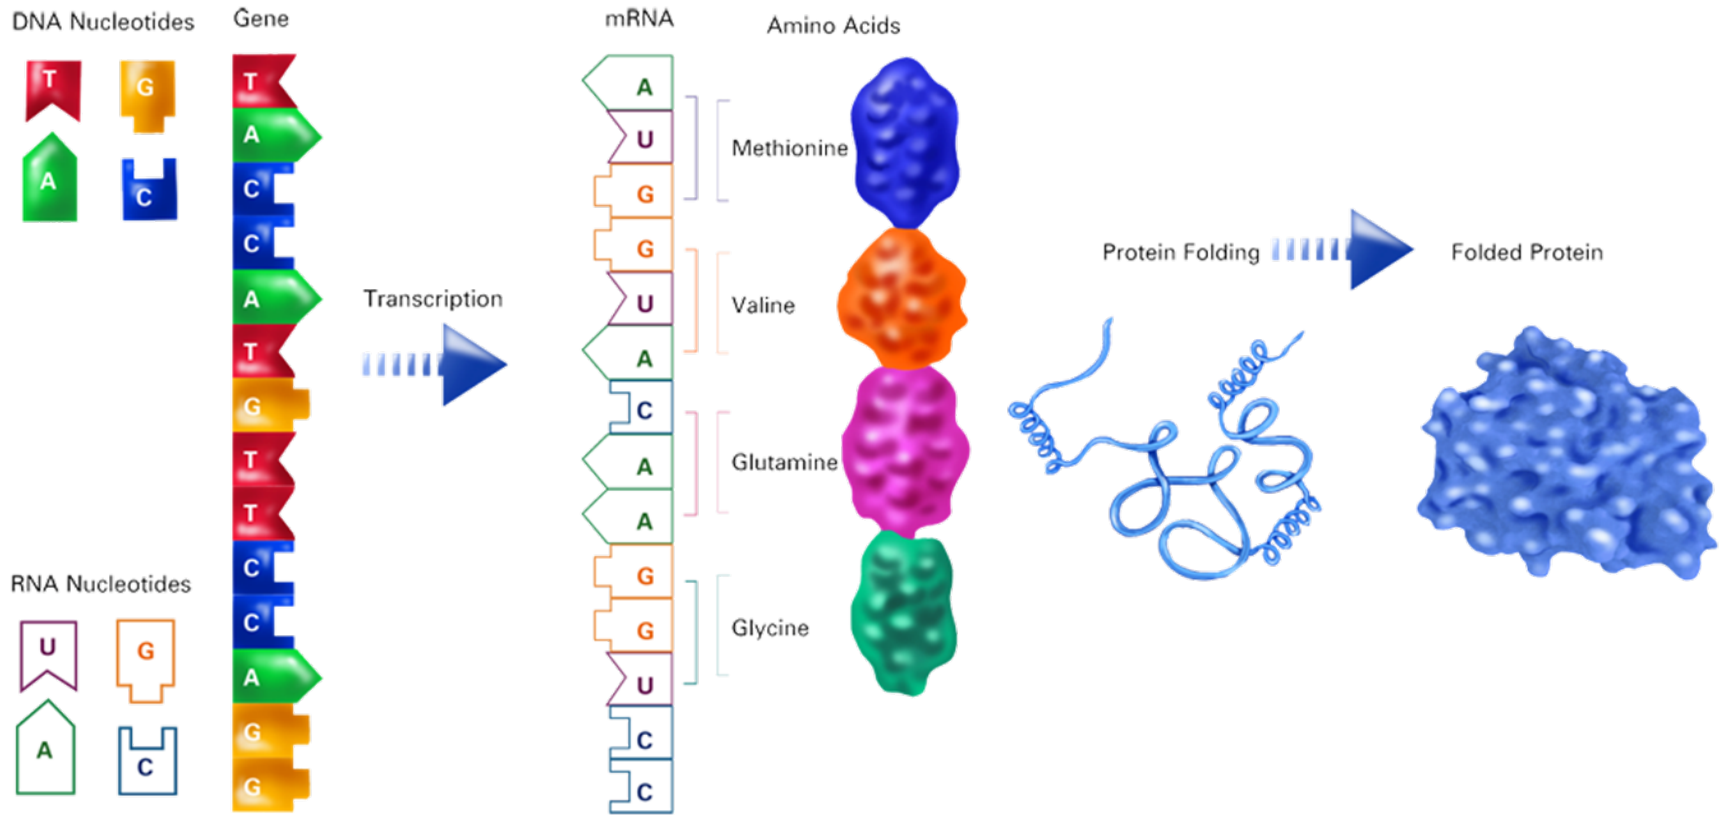 DNA Nucleotides
T
G
A
C
RNA Nucleotides
U
G
A
C
Gene
T
A
C
C
A
T
G
T
T
C
C
A
G
G
Transcription
mRNA
A
U
G
G
U
A
C
A
A
G
G
U
C
C
Amino Acids
Methionine
Valine
Glutamine
Glycine
Protein Folding
Folded Protein